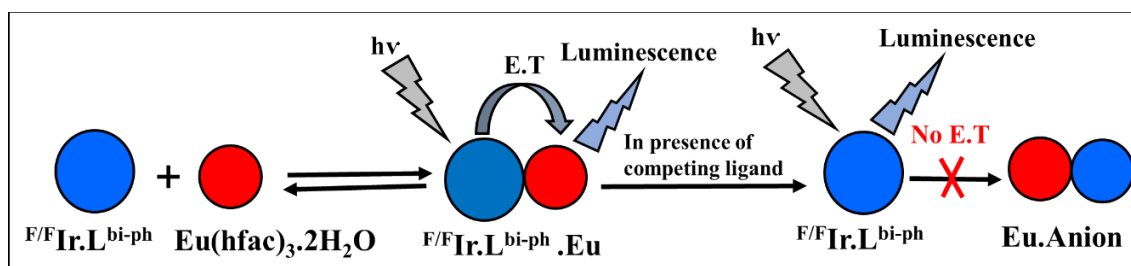 hν
E.T
Luminescence
hν
Luminescence
+
In presence of
competing ligand
No E.T
F/FIr.Lbi-ph
Eu(hfac)3.2H2O
F/FIr.Lbi-ph .Eu
F/FIr.Lbi-ph
Eu.Anion